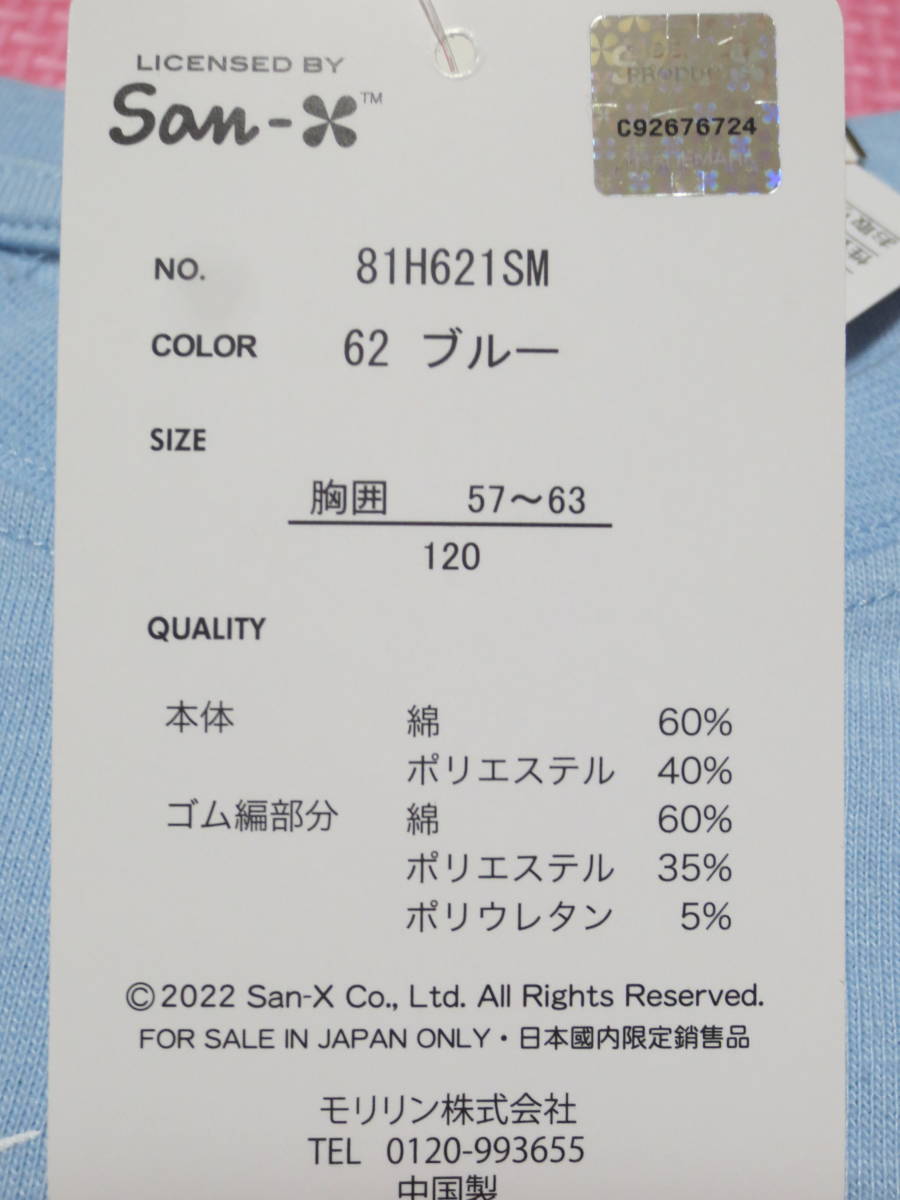 LICENSED BY
San-X™
PRODUCTS
C92676724
TRADEMARK
NO. 81H621SM
COLOR 62 ブルー
SIZE
胸囲 57〜63
120
QUALITY
本体 綿 60%
ポリエステル 40%
ゴム編部分 綿 60%
ポリエステル 35%
ポリウレタン 5%
©2022 San-X Co., Ltd. All Rights Reserved.
FOR SALE IN JAPAN ONLY・日本國内限定銷售品
モリリン株式会社
TEL 0120-993655
中国製